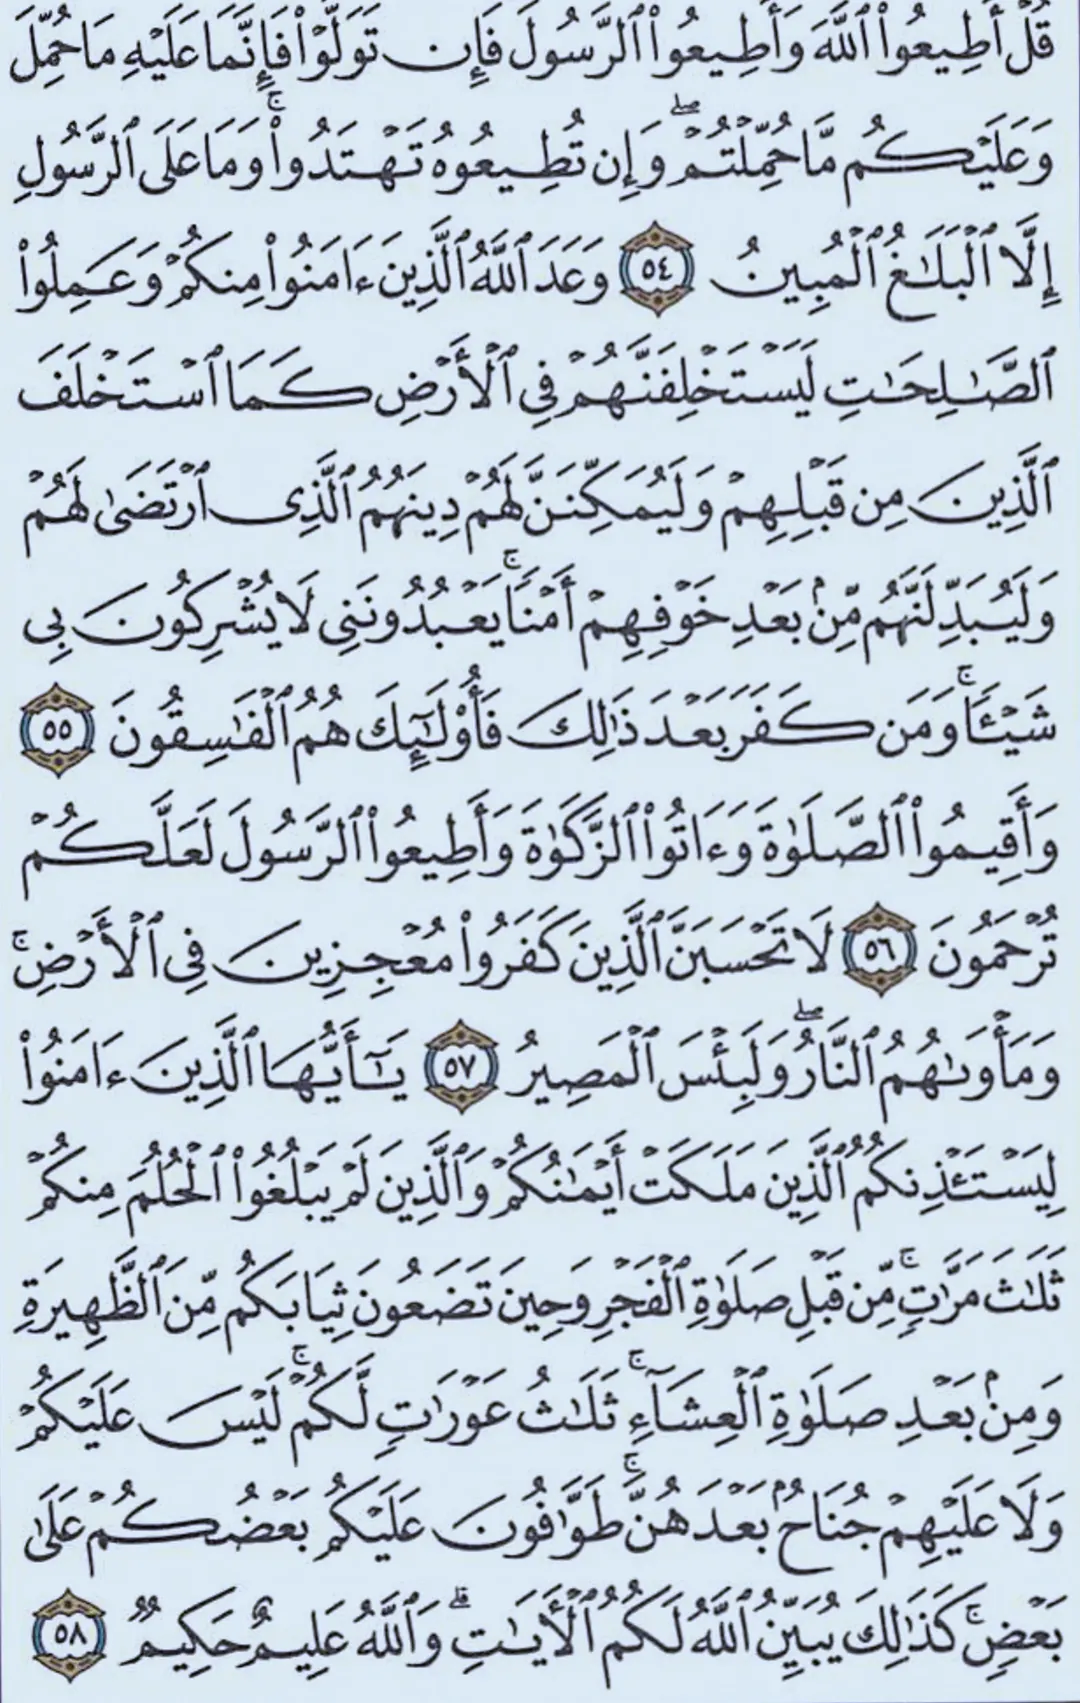 قُلۡ أَطِيعُواْ ٱللَّهَ وَأَطِيعُواْ ٱلرَّسُولَۖ فَإِن تَوَلَّوۡاْ فَإِنَّمَا عَلَيۡهِ مَا حُمِّلَ
وَعَلَيۡكُم مَّا حُمِّلۡتُمۡۖ وَإِن تُطِيعُوهُ تَهۡتَدُواْۚ وَمَا عَلَى ٱلرَّسُولِ
إِلَّا ٱلۡبَلَٰغُ ٱلۡمُبِينُ ٥٤ وَعَدَ ٱللَّهُ ٱلَّذِينَ ءَامَنُواْ مِنكُمۡ وَعَمِلُواْ
ٱلصَّٰلِحَٰتِ لَيَسۡتَخۡلِفَنَّهُمۡ فِي ٱلۡأَرۡضِ كَمَا ٱسۡتَخۡلَفَ
ٱلَّذِينَ مِن قَبۡلِهِمۡ وَلَيُمَكِّنَنَّ لَهُمۡ دِينَهُمُ ٱلَّذِي ٱرۡتَضَىٰ لَهُمۡ
وَلَيُبَدِّلَنَّهُم مِّنۢ بَعۡدِ خَوۡفِهِمۡ أَمۡنٗاۚ يَعۡبُدُونَنِي لَا يُشۡرِكُونَ بِي
شَيۡـٔٗاۚ وَمَن كَفَرَ بَعۡدَ ذَٰلِكَ فَأُوْلَٰٓئِكَ هُمُ ٱلۡفَٰسِقُونَ ٥٥
وَأَقِيمُواْ ٱلصَّلَوٰةَ وَءَاتُواْ ٱلزَّكَوٰةَ وَأَطِيعُواْ ٱلرَّسُولَ لَعَلَّكُمۡ
تُرۡحَمُونَ ٥٦ لَا تَحۡسَبَنَّ ٱلَّذِينَ كَفَرُواْ مُعۡجِزِينَ فِي ٱلۡأَرۡضِۚ
وَمَأۡوَىٰهُمُ ٱلنَّارُۖ وَلَبِئۡسَ ٱلۡمَصِيرُ ٥٧ يَٰٓأَيُّهَا ٱلَّذِينَ ءَامَنُواْ
لِيَسۡتَـٔۡذِنكُمُ ٱلَّذِينَ مَلَكَتۡ أَيۡمَٰنُكُمۡ وَٱلَّذِينَ لَمۡ يَبۡلُغُواْ ٱلۡحُلُمَ مِنكُمۡ
ثَلَٰثَ مَرَّٰتٖۚ مِّن قَبۡلِ صَلَوٰةِ ٱلۡفَجۡرِ وَحِينَ تَضَعُونَ ثِيَابَكُم مِّنَ ٱلظَّهِيرَةِ
وَمِنۢ بَعۡدِ صَلَوٰةِ ٱلۡعِشَآءِۚ ثَلَٰثُ عَوۡرَٰتٖ لَّكُمۡۚ لَيۡسَ عَلَيۡكُمۡ
وَلَا عَلَيۡهِمۡ جُنَاحُۢ بَعۡدَهُنَّۚ طَوَّٰفُونَ عَلَيۡكُم بَعۡضُكُمۡ عَلَىٰ
بَعۡضٖۚ كَذَٰلِكَ يُبَيِّنُ ٱللَّهُ لَكُمُ ٱلۡأٓيَٰتِۗ وَٱللَّهُ عَلِيمٌ حَكِيمٞ ٥٨